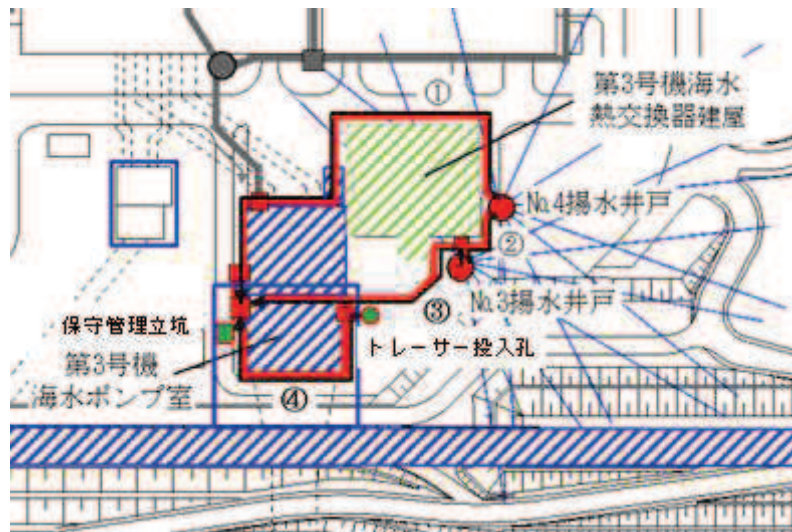 ①
第3号機海水
熱交換器建屋
№4揚水井戸
②
№3揚水井戸
③
保守管理立坑
トレーサー投入孔
第3号機
海水ポンプ室
④